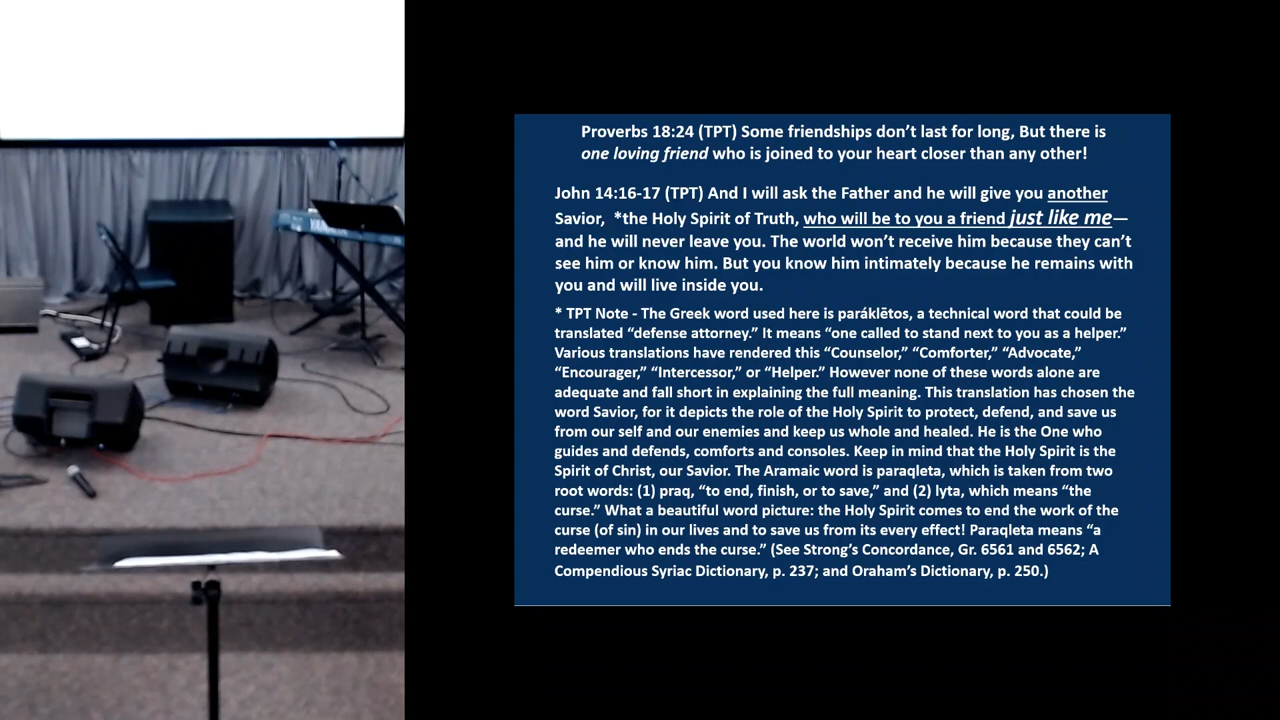 Proverbs 18:24 (TPT) Some friendships don’t last for long, But there is
one loving friend who is joined to your heart closer than any other!
John 14:16-17 (TPT) And I will ask the Father and he will give you another
Savior, *the Holy Spirit of Truth, who will be to you a friend just like me—
and he will never leave you. The world won’t receive him because they can’t
see him or know him. But you know him intimately because he remains with
you and will live inside you.
* TPT Note - The Greek word used here is paráklētos, a technical word that could be
translated “defense attorney.” It means “one called to stand next to you as a helper.”
Various translations have rendered this “Counselor,” “Comforter,” “Advocate,”
“Encourager,” “Intercessor,” or “Helper.” However none of these words alone are
adequate and fall short in explaining the full meaning. This translation has chosen the
word Savior, for it depicts the role of the Holy Spirit to protect, defend, and save us
from our self and our enemies and keep us whole and healed. He is the One who
guides and defends, comforts and consoles. Keep in mind that the Holy Spirit is the
Spirit of Christ, our Savior. The Aramaic word is paraqleta, which is taken from two
root words: (1) praq, “to end, finish, or to save,” and (2) lyta, which means “the
curse.” What a beautiful word picture: the Holy Spirit comes to end the work of the
curse (of sin) in our lives and to save us from its every effect! Paraqleta means “a
redeemer who ends the curse.” (See Strong’s Concordance, Gr. 6561 and 6562; A
Compendious Syriac Dictionary, p. 237; and Oraham’s Dictionary, p. 250.)
YAMAHA